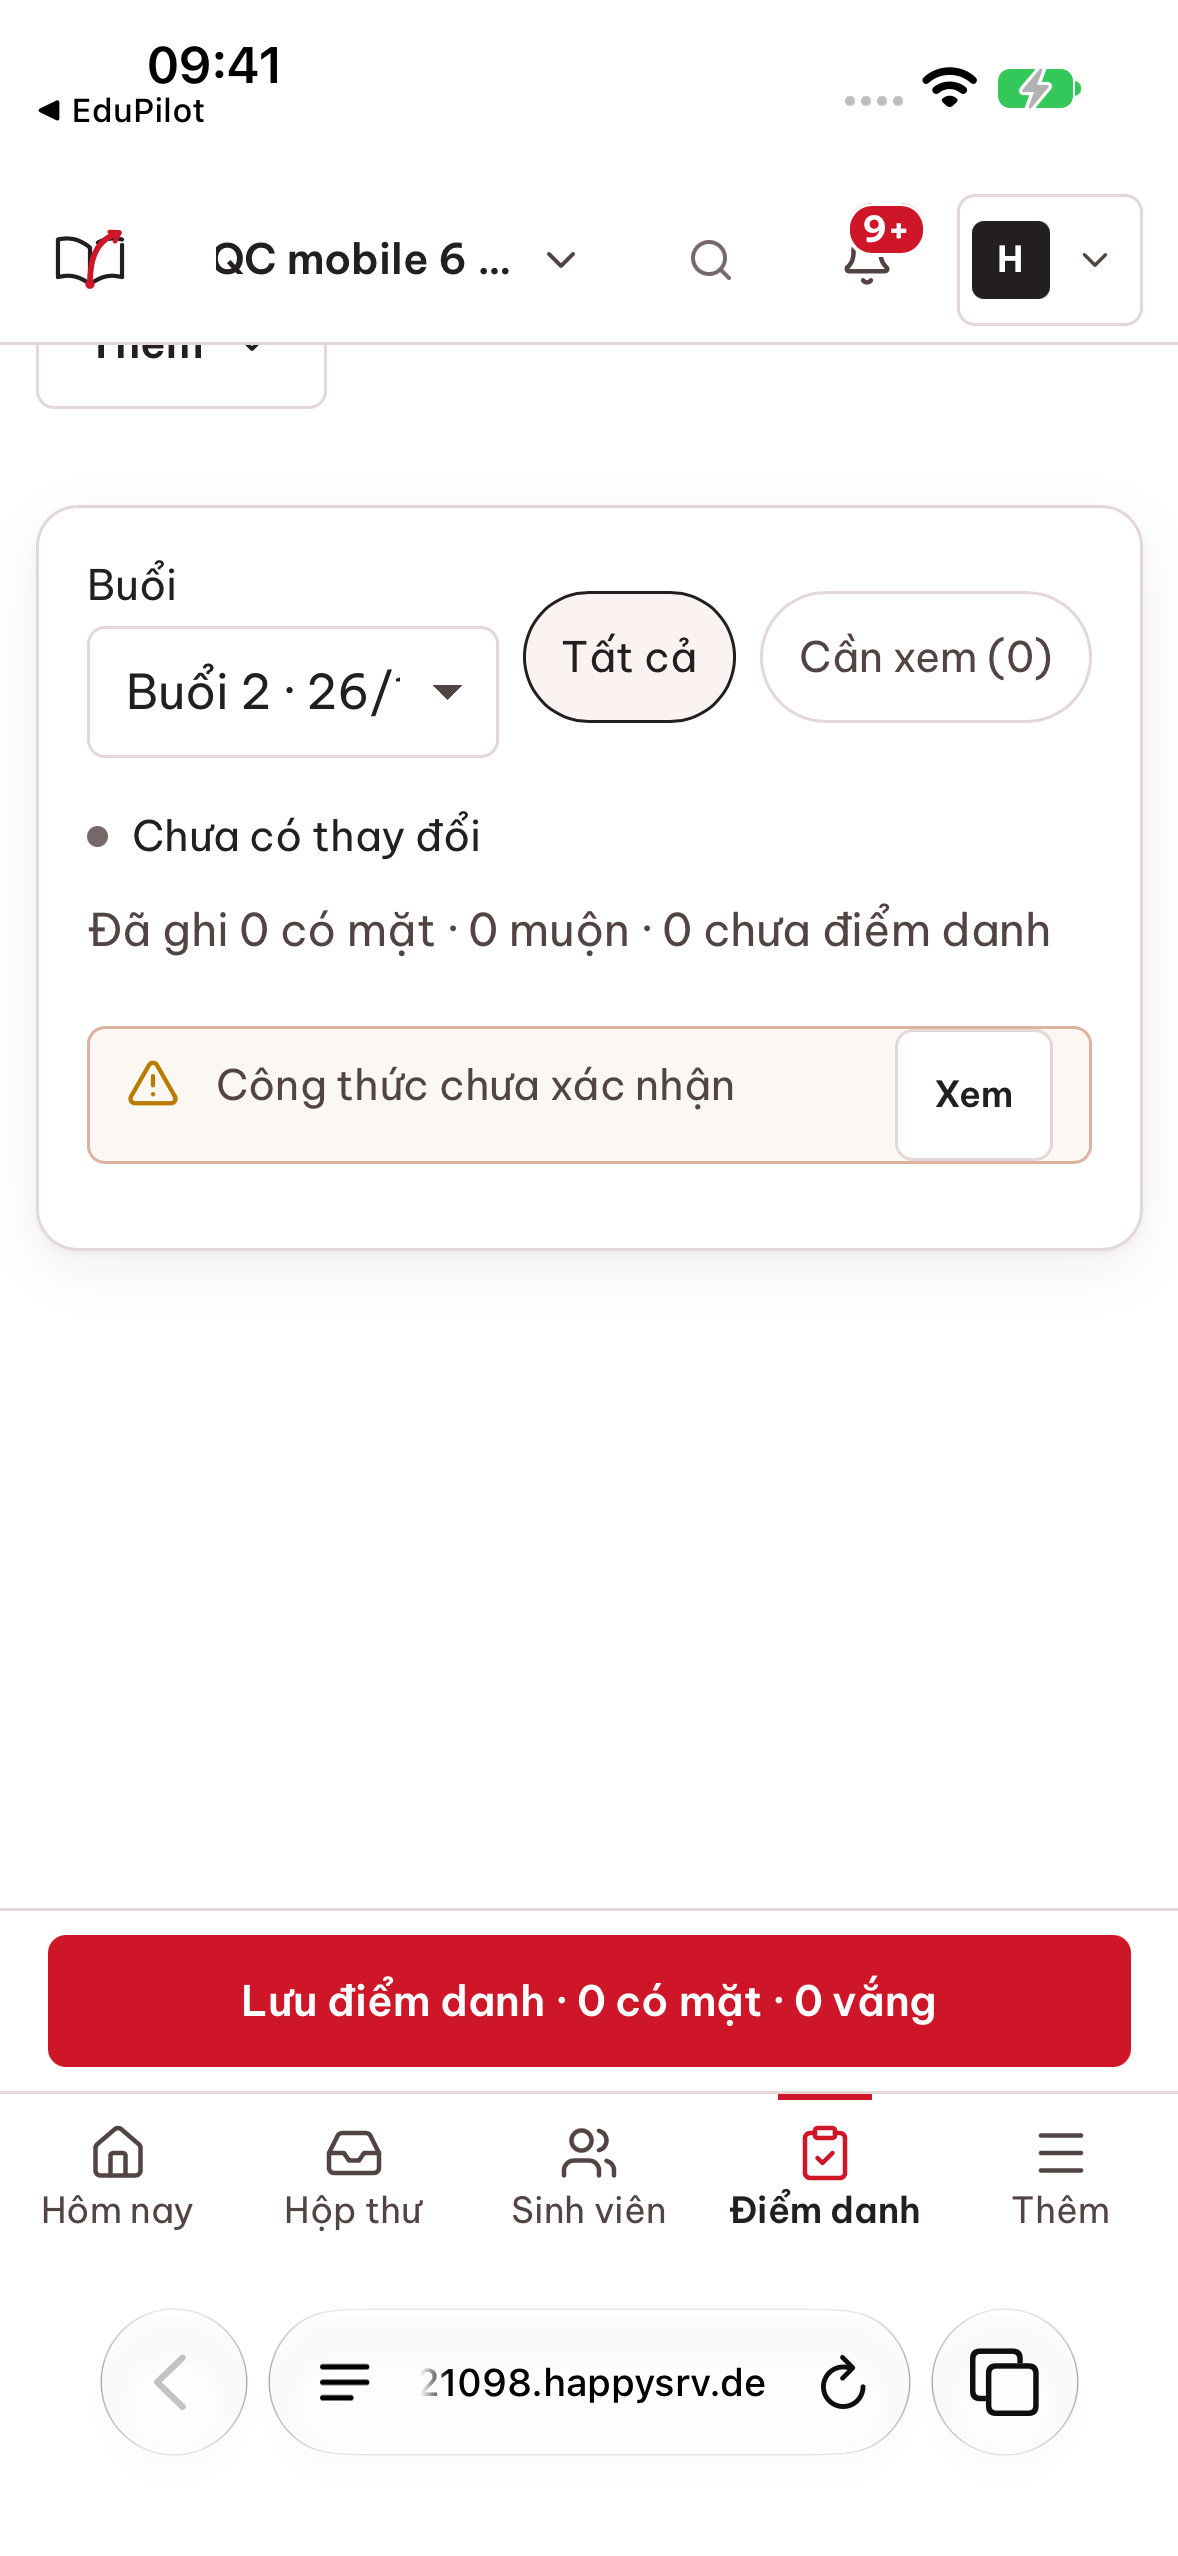 09:41
EduPilot
QC mobile 6 ...
9+
H
Thêm
Buổi
Buổi 2 · 26/
Tất cả
Cần xem (0)
Chưa có thay đổi
Đã ghi 0 có mặt · 0 muộn · 0 chưa điểm danh
Công thức chưa xác nhận
Xem
Lưu điểm danh · 0 có mặt · 0 vắng
Hôm nay
Hộp thư
Sinh viên
Điểm danh
Thêm
21098.happysrv.de